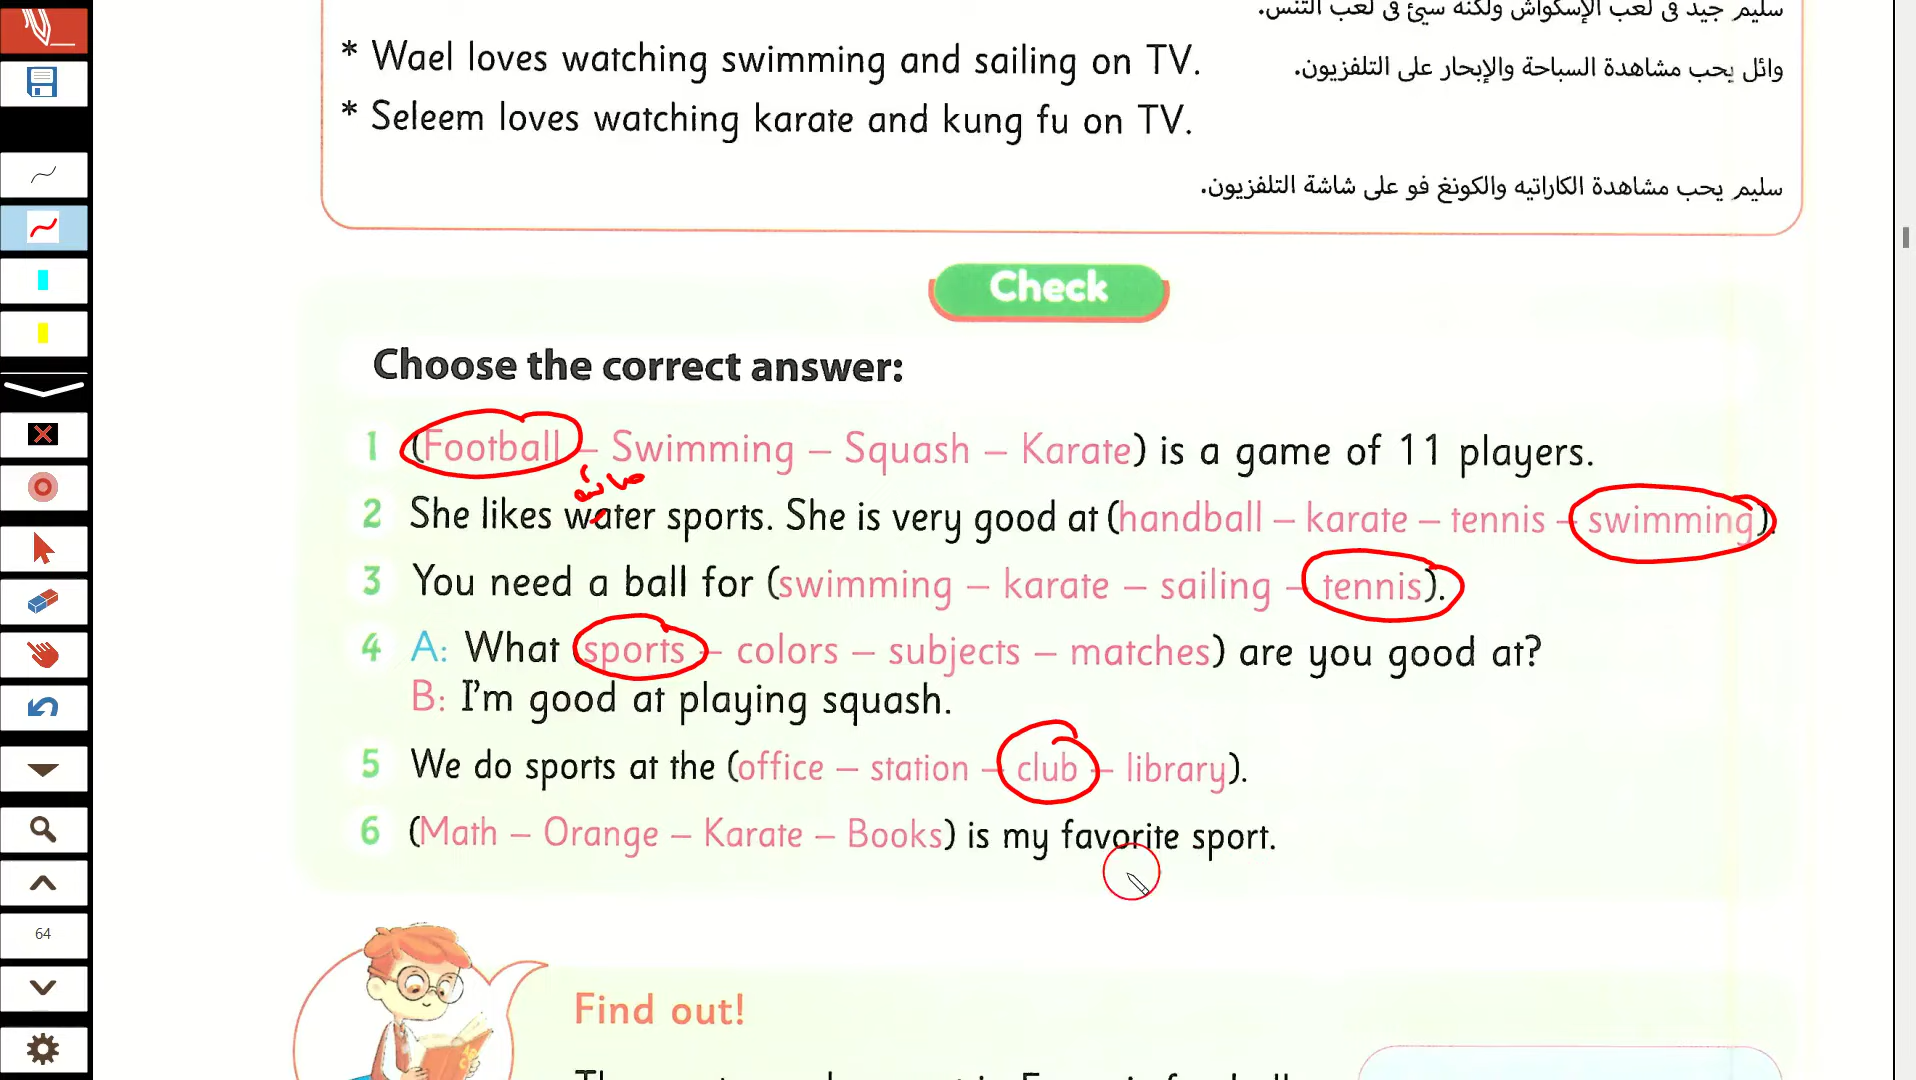 سليم جيد في لعب الإسكواش ولكنه سيئ في لعب التنس.
* Wael loves watching swimming and sailing on TV.
وائل يحب مشاهدة السباحة والإبحار على التلفزيون.
* Seleem loves watching karate and kung fu on TV.
سليم يحب مشاهدة الكاراتيه والكونغ فو على شاشة التلفزيون.
Check
Choose the correct answer:
1 (Football – Swimming – Squash – Karate) is a game of 11 players.
2 She likes water sports. She is very good at (handball – karate – tennis – swimming).
3 You need a ball for (swimming – karate – sailing – tennis).
4 A: What (sports – colors – subjects – matches) are you good at?
B: I'm good at playing squash.
5 We do sports at the (office – station – club – library).
6 (Math – Orange – Karate – Books) is my favorite sport.
64
Find out!